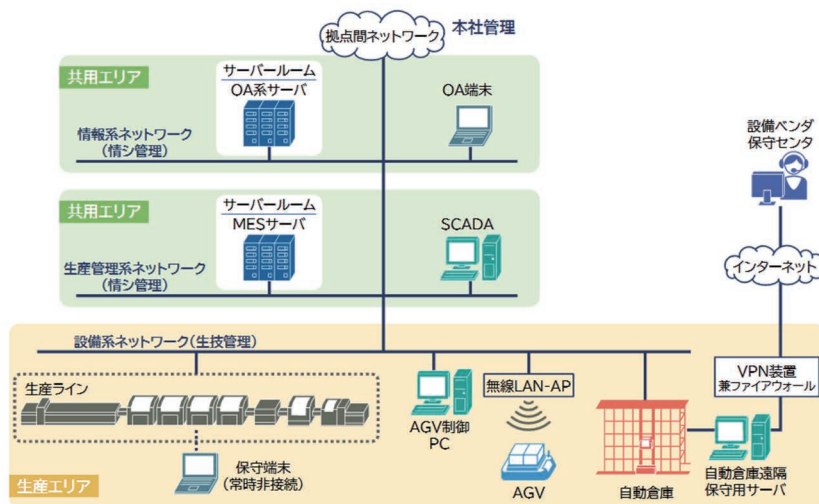 拠点間ネットワーク
本社管理
共用エリア
サーバールーム
OA系サーバ
OA端末
情報系ネットワーク
(情シ管理)
設備ベンダ
保守センタ
共用エリア
サーバールーム
MESサーバ
SCADA
生産管理系ネットワーク
(情シ管理)
インターネット
設備系ネットワーク(生技管理)
生産ライン
無線LAN-AP
VPN装置
兼ファイアウォール
AGV制御
PC
保守端末
(常時非接続)
AGV
自動倉庫
自動倉庫遠隔
保守用サーバ
生産エリア